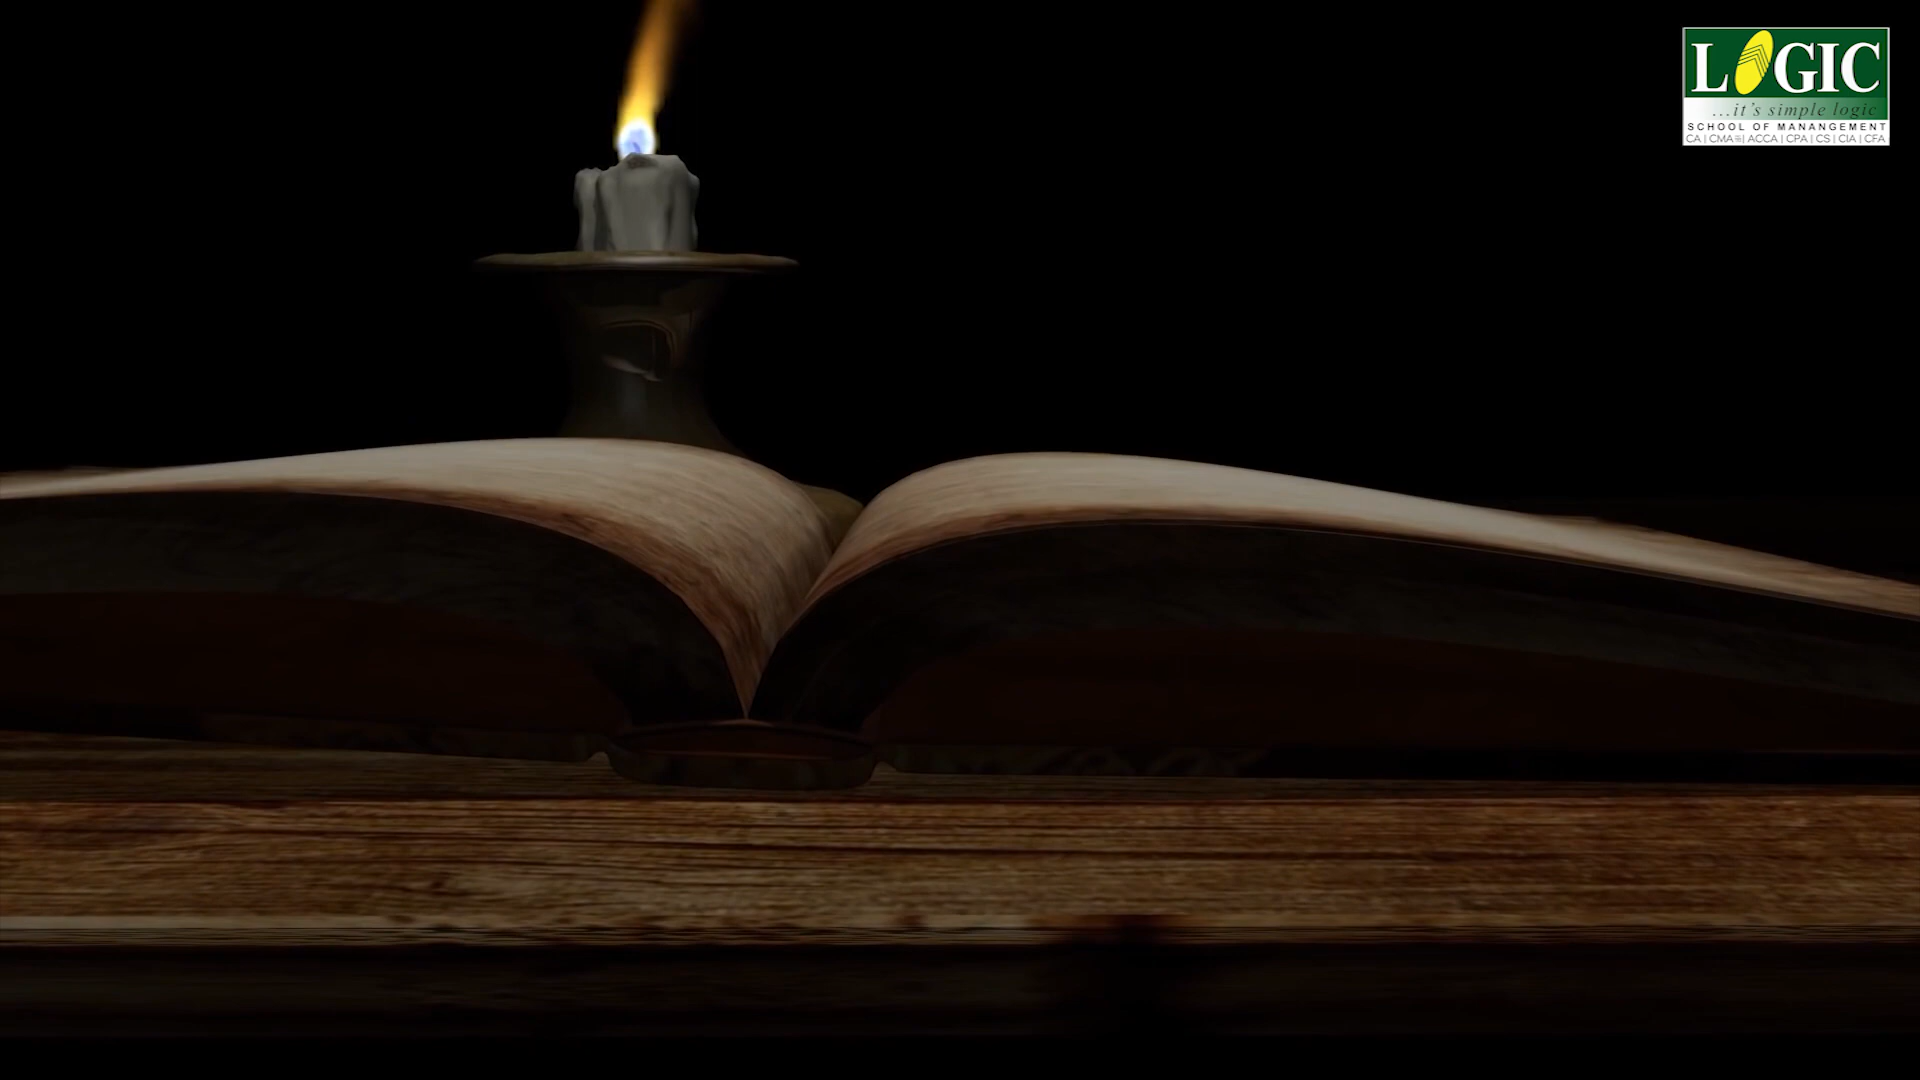 LOGIC
...it's simple logic
SCHOOL OF MANANGEMENT
CA | CMA | ACCA | CPA | CS | CIA | CFA